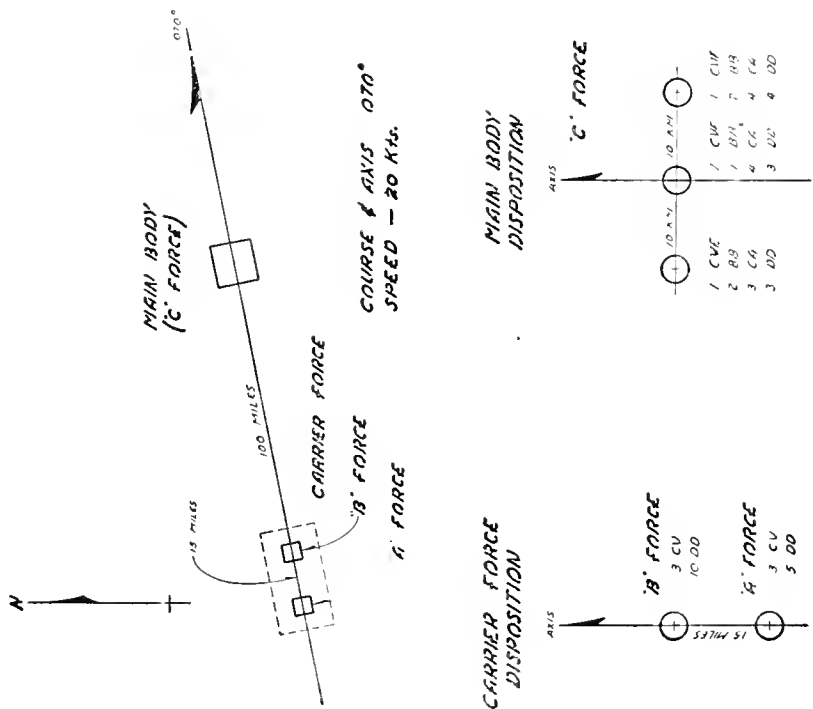 N
070°
MAIN BODY
("C" FORCE)
100 MILES
15 MILES
CARRIER FORCE
"B" FORCE
A' FORCE
COURSE & AXIS 070°
SPEED — 20 Kts.
CARRIER FORCE
DISPOSITION
AXIS
"B" FORCE
3 CV
10 DD
15 MILES
"A" FORCE
3 CV
5 DD
MAIN BODY
DISPOSITION
AXIS
"C" FORCE
10 KM. 10 KM.
1 CVE 1 CVE 1 CVE
2 BB 1 BB BB
3 CA 4 CA 4 CA
3 DD 3 DD 4 DD